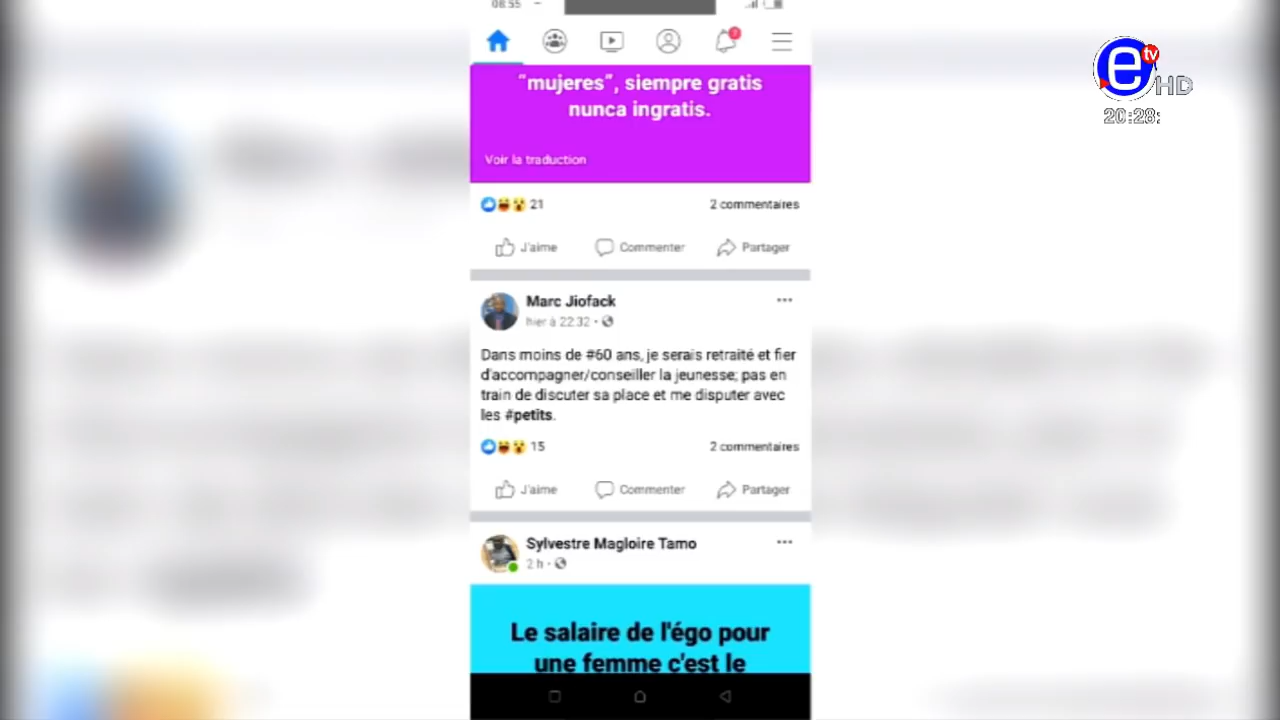 08:55
e tv
HD
20:28:
"mujeres", siempre gratis
nunca ingratis.
Voir la traduction
21
2 commentaires
J'aime
Commenter
Partager
Marc Jiofack
hier à 22:32
Dans moins de #60 ans, je serais retraité et fier
d'accompagner/conseiller la jeunesse; pas en
train de discuter sa place et me disputer avec
les #petits.
15
2 commentaires
J'aime
Commenter
Partager
Sylvestre Magloire Tamo
2 h
Le salaire de l'égo pour
une femme c'est le